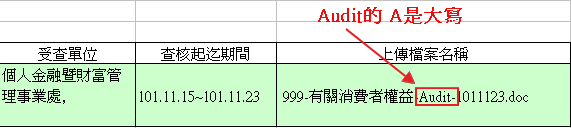 Audit的 A是大寫
受查單位 查核起迄期間 上傳檔案名稱
個人金融暨財富管
理事業處,
101.11.15~101.11.23 999-有關消費者權益-Audit-1011123.doc